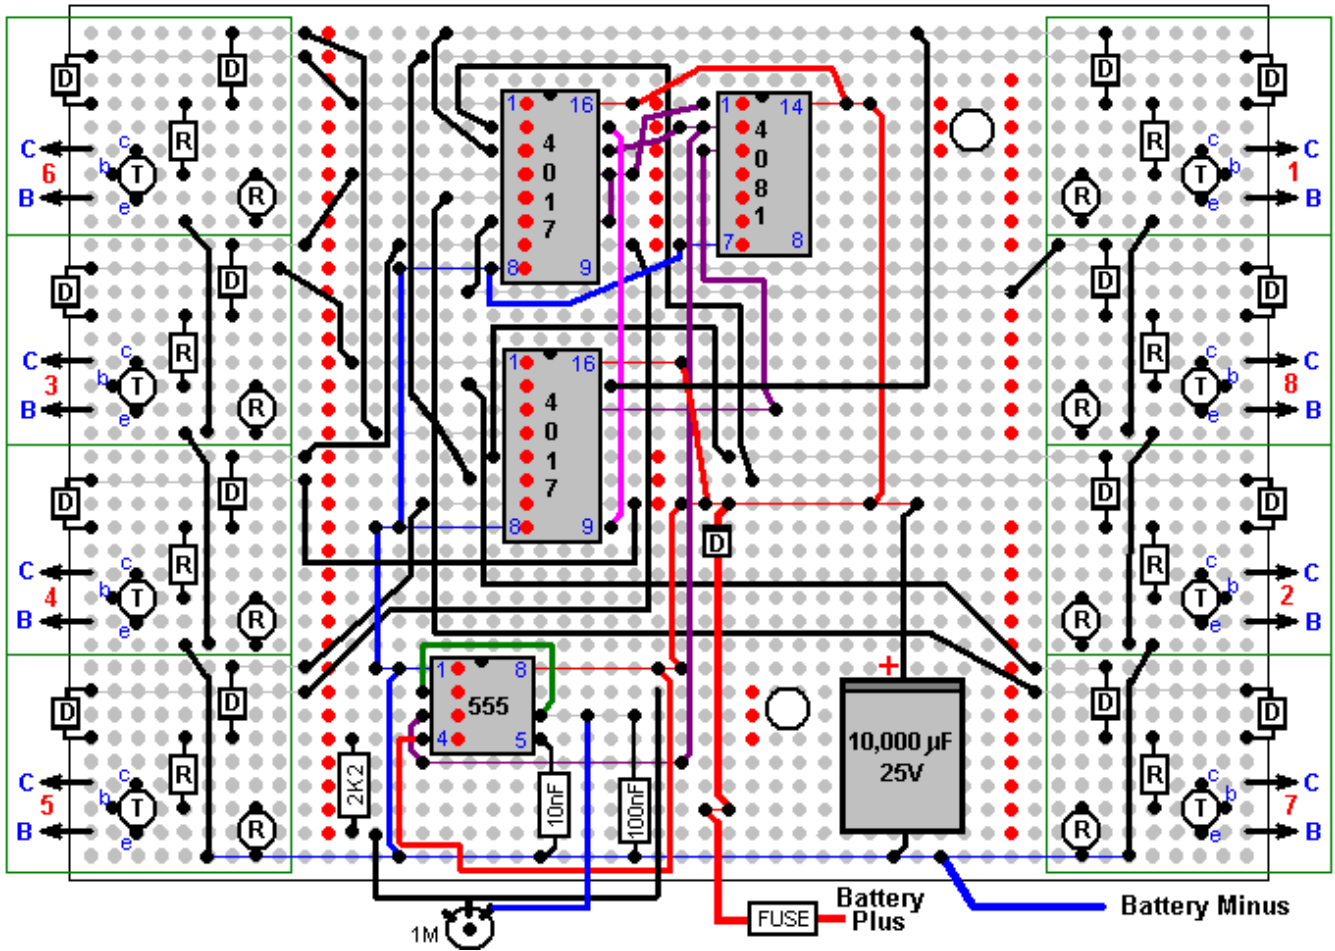 D
D
R
C
6
B
c
b
T
e
R
D
D
R
C
3
B
c
b
T
e
R
D
D
R
C
4
B
c
b
T
e
R
D
D
R
C
5
B
c
b
T
e
R
1 16
4
0
1
7
8 9
1 14
4
0
8
1
7 8
1 16
4
0
1
7
8 9
D
1 8
555
4 5
2K2
10nF
100nF
1M
+
10,000 µF
25V
FUSE
Battery
Plus
Battery Minus
D
D
R
C
1
B
c
b
T
e
R
D
D
R
C
8
B
c
b
T
e
R
D
D
R
C
2
B
c
b
T
e
R
D
D
R
C
7
B
c
b
T
e
R